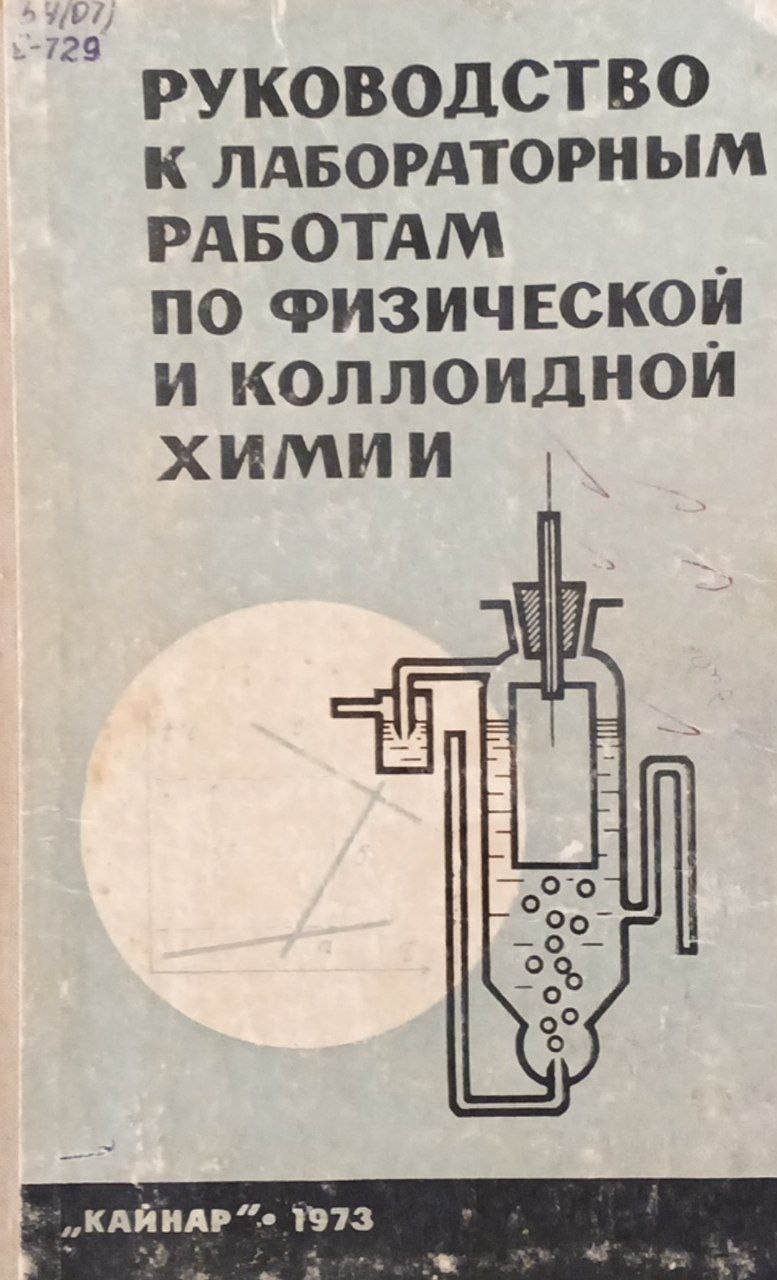 54(07)
-729
РУКОВОДСТВО
К ЛАБОРАТОРНЫМ
РАБОТАМ
ПО ФИЗИЧЕСКОЙ
И КОЛЛОИДНОЙ
ХИМИИ
„КАЙНАР“ • 1973